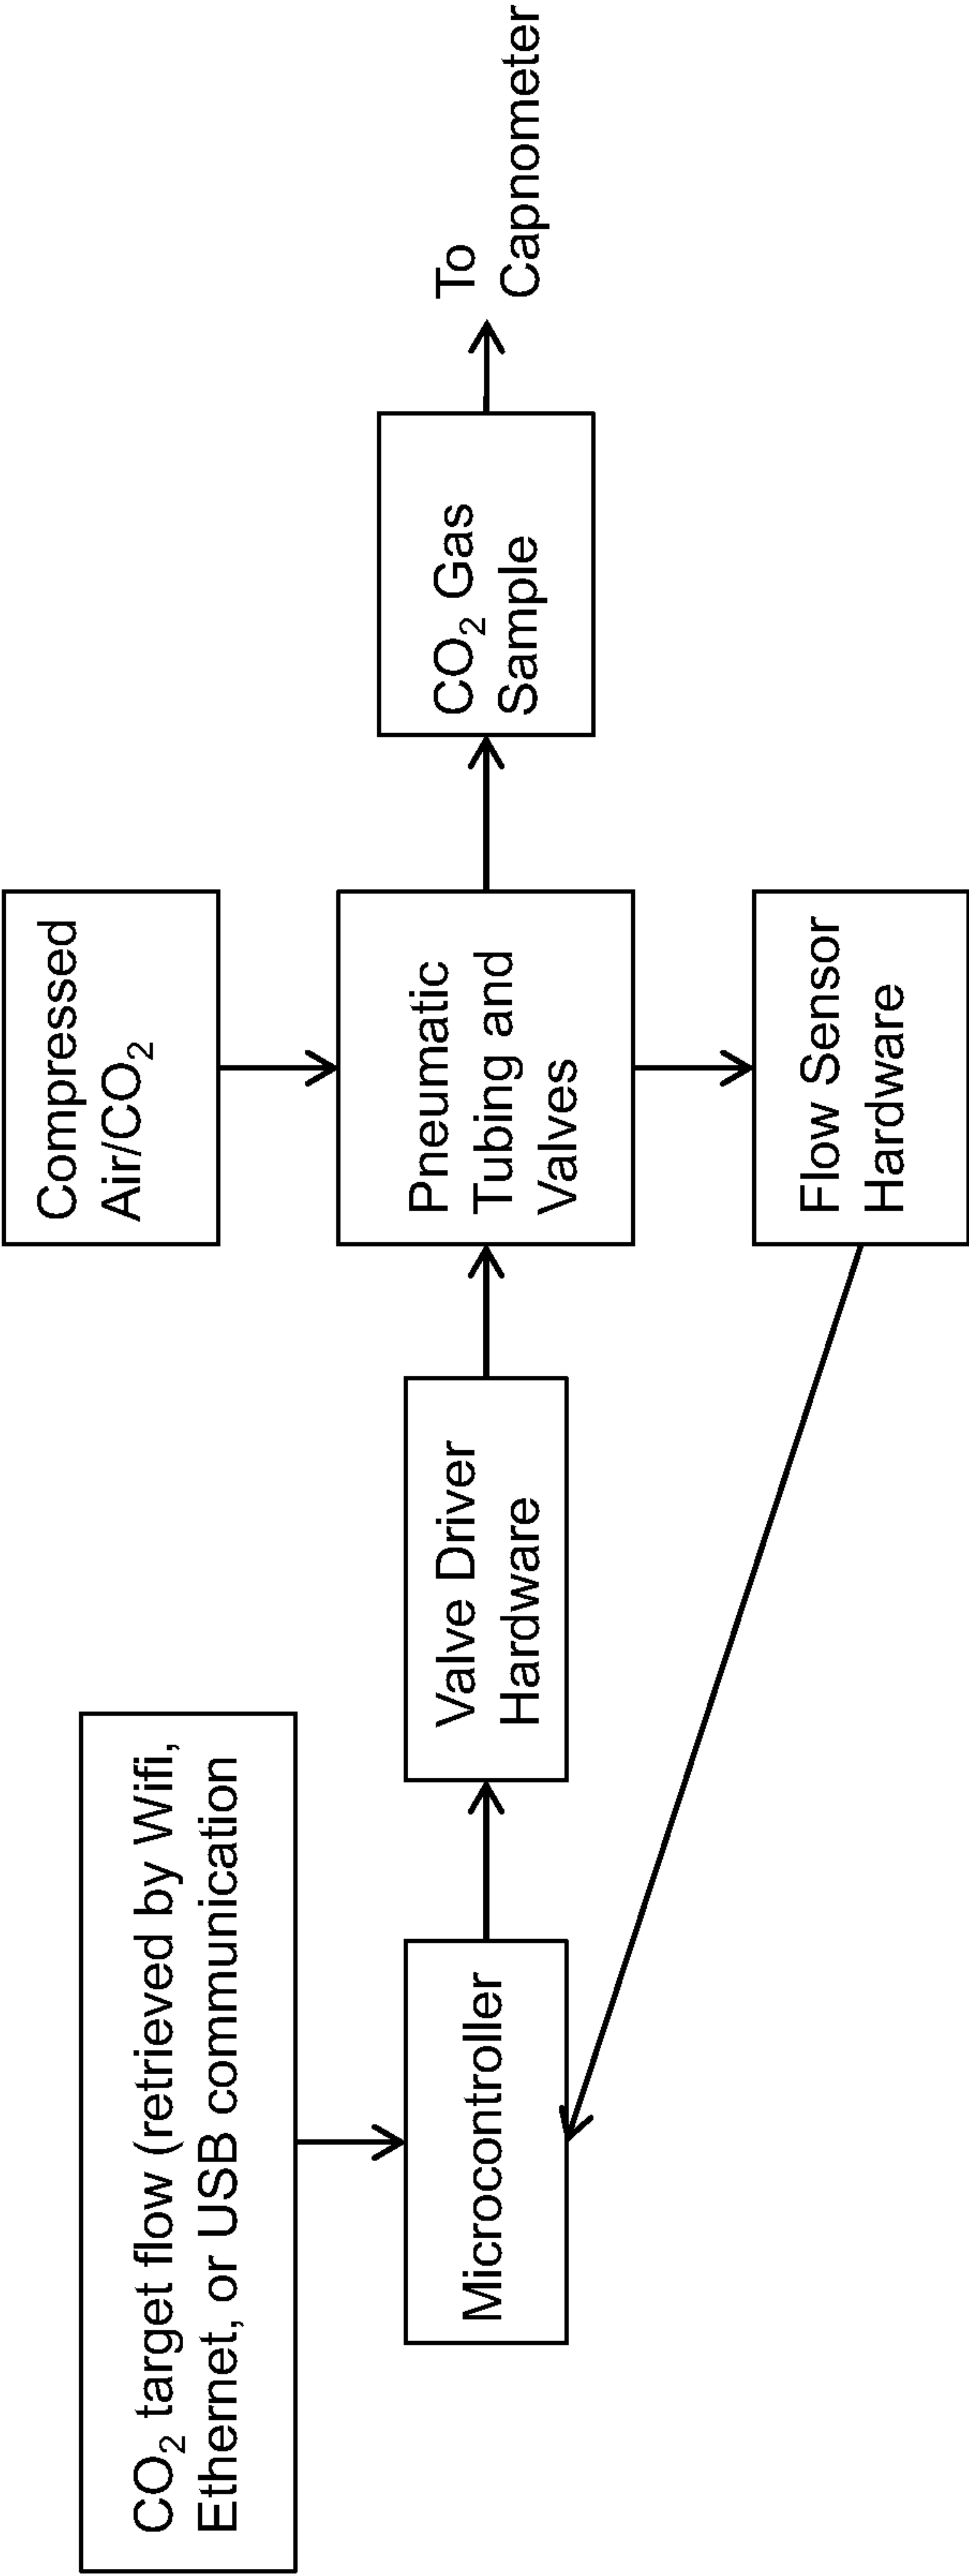 CO₂ target flow (retrieved by Wifi,
Ethernet, or USB communication
Microcontroller
Valve Driver
Hardware
Compressed
Air/CO₂
Pneumatic
Tubing and
Valves
Flow Sensor
Hardware
CO₂ Gas
Sample
To
Capnometer